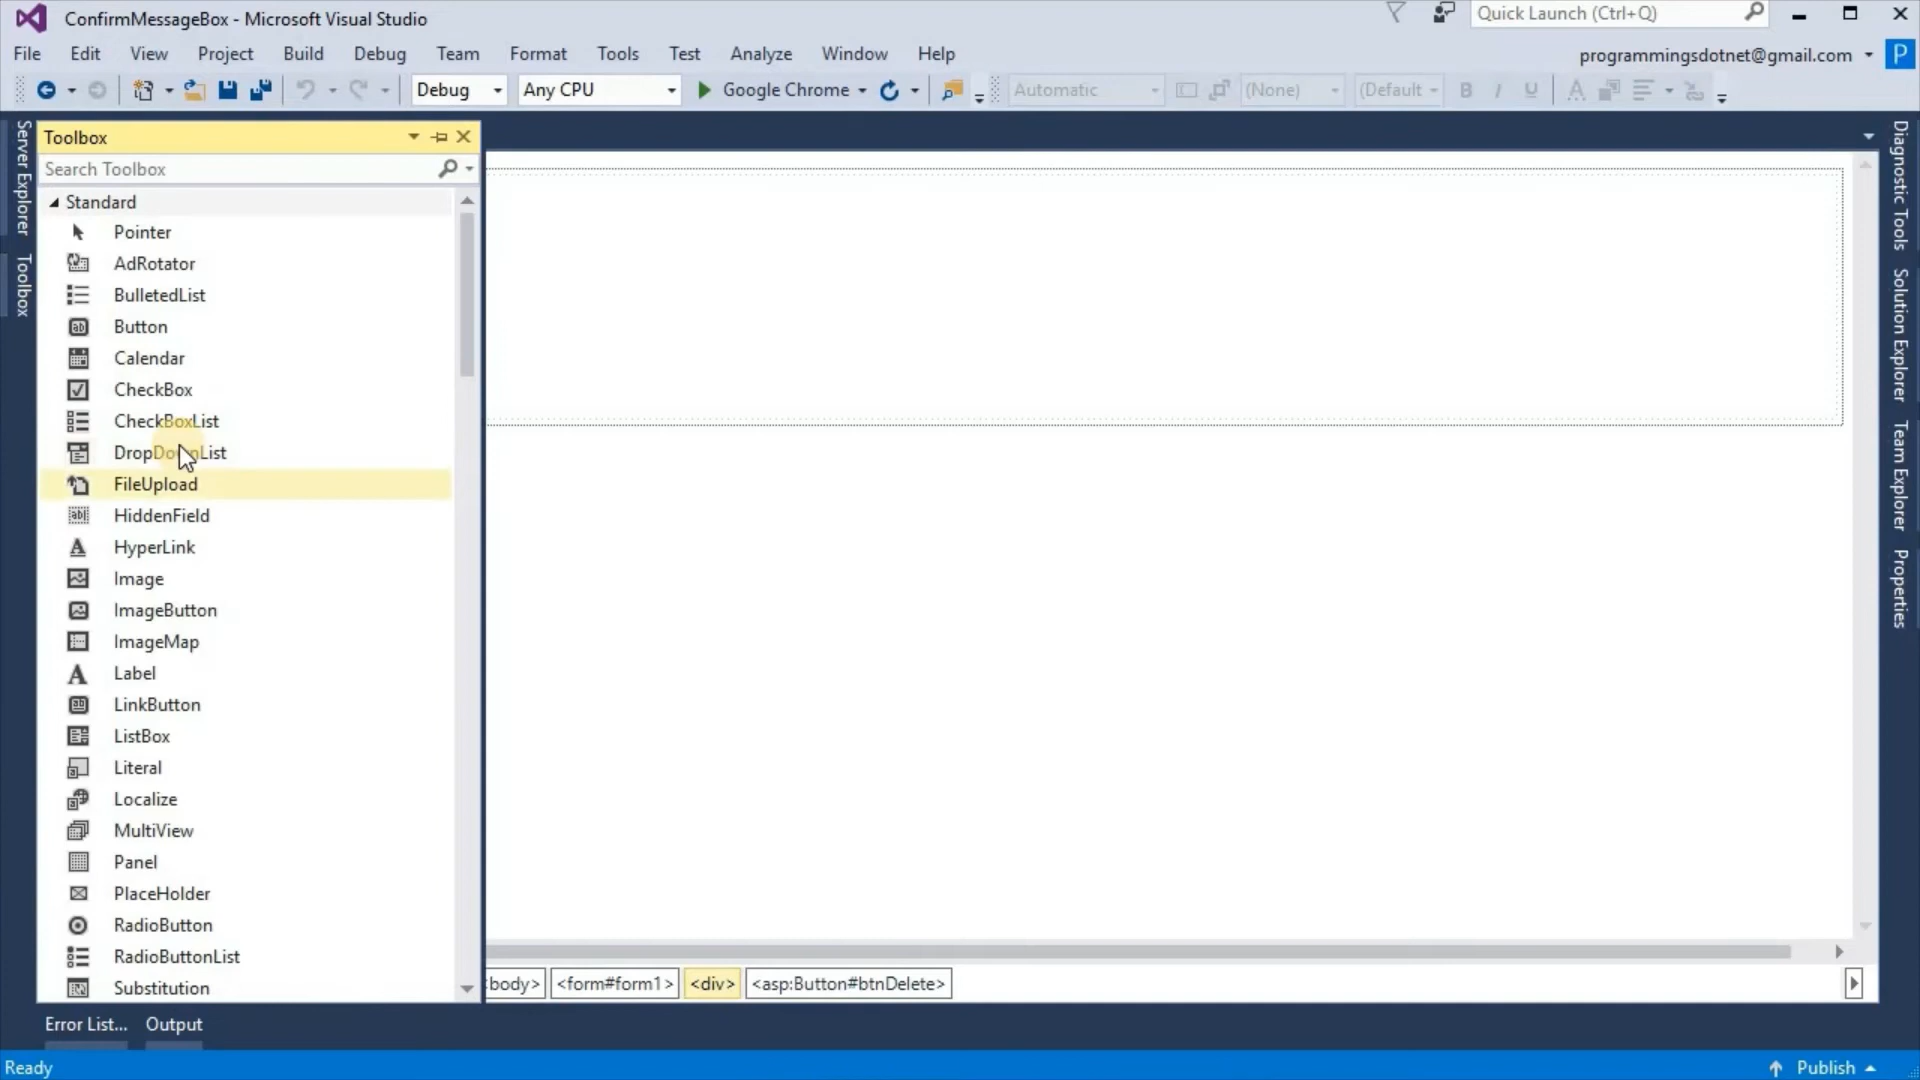 ConfirmMessageBox - Microsoft Visual Studio
Quick Launch (Ctrl+Q)
File Edit View Project Build Debug Team Format Tools Test Analyze Window Help
programmingsdotnet@gmail.com P
Debug Any CPU Google Chrome Automatic (None) (Default B I U A
Server Explorer
Toolbox
Toolbox
Search Toolbox
Standard
Pointer
AdRotator
BulletedList
Button
Calendar
CheckBox
CheckBoxList
DropDownList
FileUpload
HiddenField
HyperLink
Image
ImageButton
ImageMap
Label
LinkButton
ListBox
Literal
Localize
MultiView
Panel
PlaceHolder
RadioButton
RadioButtonList
Substitution
Diagnostic Tools
Solution Explorer
Team Explorer
Properties
body> <form#form1> <div> <asp:Button#btnDelete>
Error List... Output
Ready
Publish